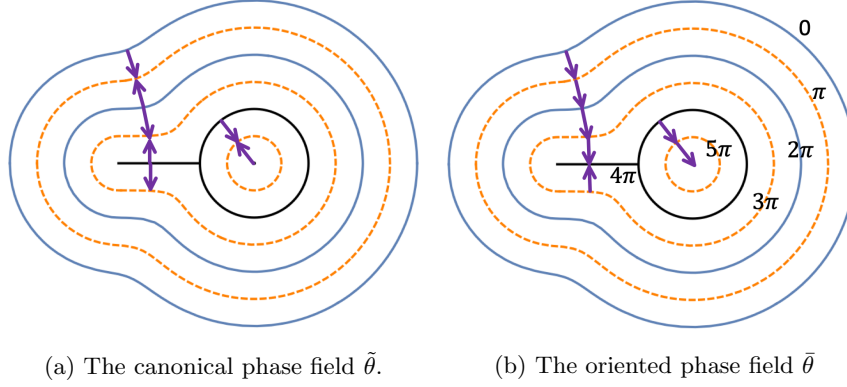 0
π
2π
5π
4π
3π
(a) The canonical phase field θ̃.
(b) The oriented phase field θ̄